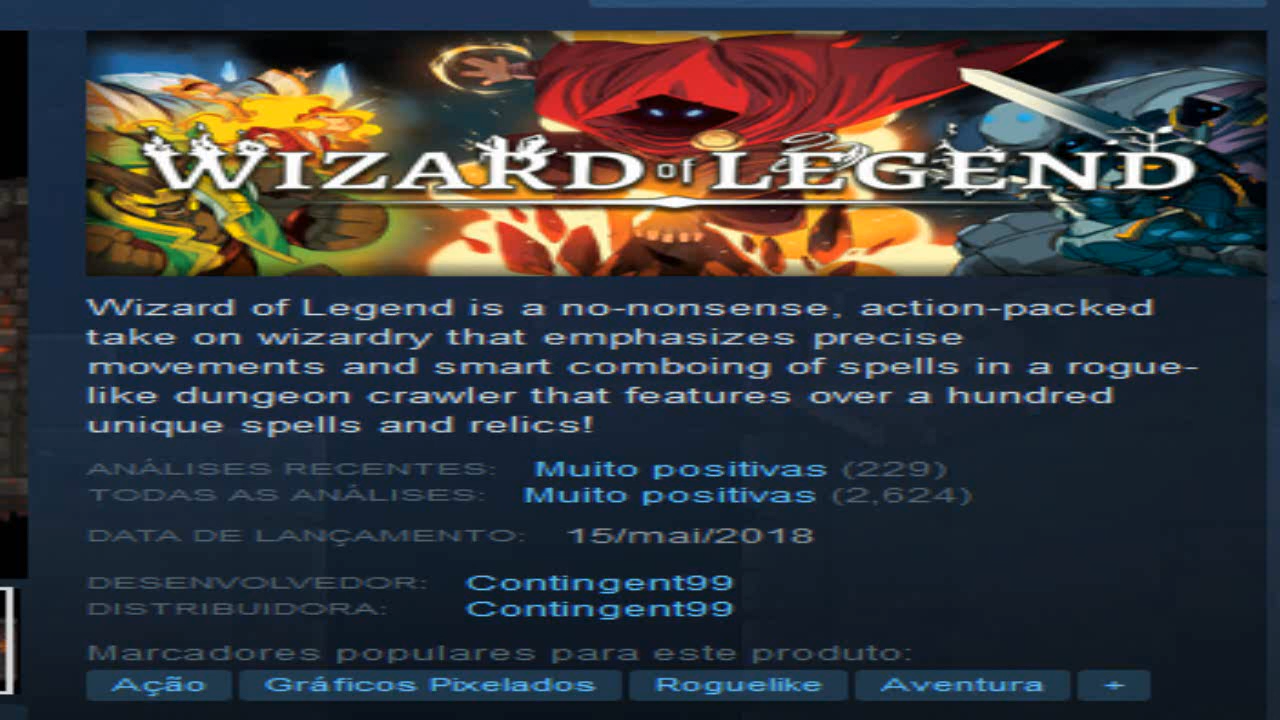 WIZARD of LEGEND
Wizard of Legend is a no-nonsense, action-packed
take on wizardry that emphasizes precise
movements and smart comboing of spells in a rogue-
like dungeon crawler that features over a hundred
unique spells and relics!
ANÁLISES RECENTES: Muito positivas (229)
TODAS AS ANÁLISES: Muito positivas (2,624)
DATA DE LANÇAMENTO: 15/mai/2018
DESENVOLVEDOR: Contingent99
DISTRIBUIDORA: Contingent99
Marcadores populares para este produto:
Ação Gráficos Pixelados Roguelike Aventura +